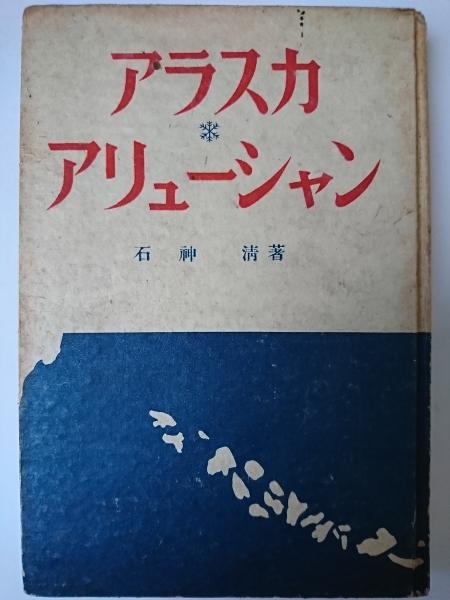 アラスカ
アリューシャン
石神 清著